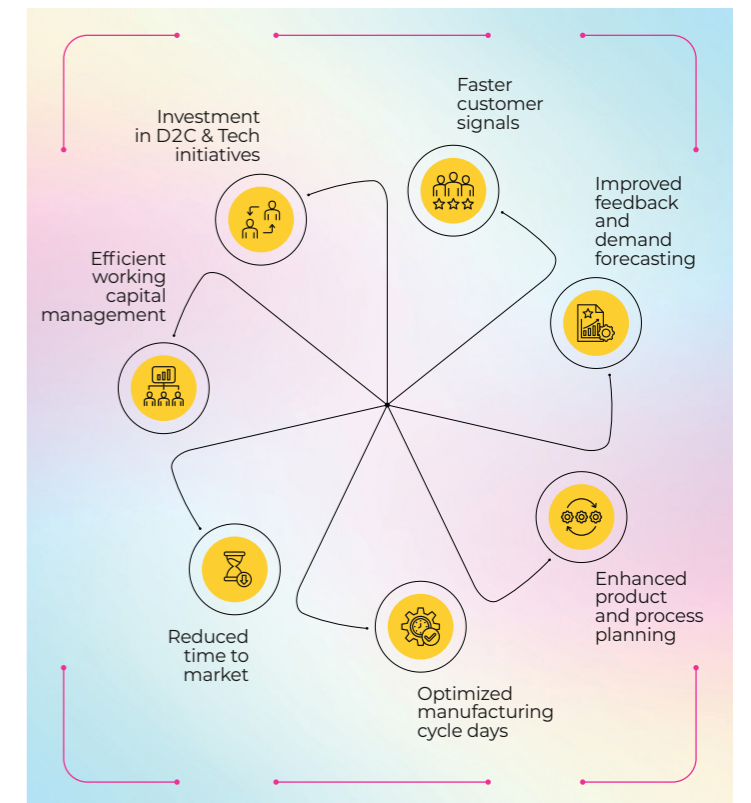 Faster
customer
signals
Investment
in D2C & Tech
initiatives
Improved
feedback
and
demand
forecasting
Efficient
working
capital
management
Enhanced
product
and process
planning
Reduced
time to
market
Optimized
manufacturing
cycle days